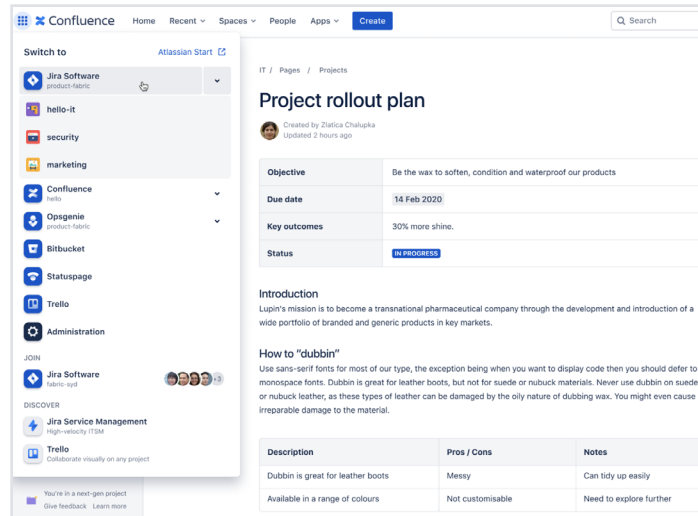 Confluence Home Recent Spaces People Apps Create Search
Switch to Atlassian Start
Jira Software
product-fabric
hello-it
security
marketing
Confluence
hello
Opsgenie
product-fabric
Bitbucket
Statuspage
Trello
Administration
JOIN
Jira Software
fabric-syd
+3
DISCOVER
Jira Service Management
High-velocity ITSM
Trello
Collaborate visually on any project
You're in a next-gen project
Give feedback Learn more
IT / Pages / Projects
Project rollout plan
Created by Zlatica Chalupka
Updated 2 hours ago
Objective Be the wax to soften, condition and waterproof our products
Due date 14 Feb 2020
Key outcomes 30% more shine.
Status IN PROGRESS
Introduction
Lupin's mission is to become a transnational pharmaceutical company through the development and introduction of a
wide portfolio of branded and generic products in key markets.
How to “dubbin”
Use sans-serif fonts for most of our type, the exception being when you want to display code then you should defer to
monospace fonts. Dubbin is great for leather boots, but not for suede or nubuck materials. Never use dubbin on suede
or nubuck leather, as these types of leather can be damaged by the oily nature of dubbing wax. You might even cause
irreparable damage to the material.
Description Pros / Cons Notes
Dubbin is great for leather boots Messy Can tidy up easily
Available in a range of colours Not customisable Need to explore further